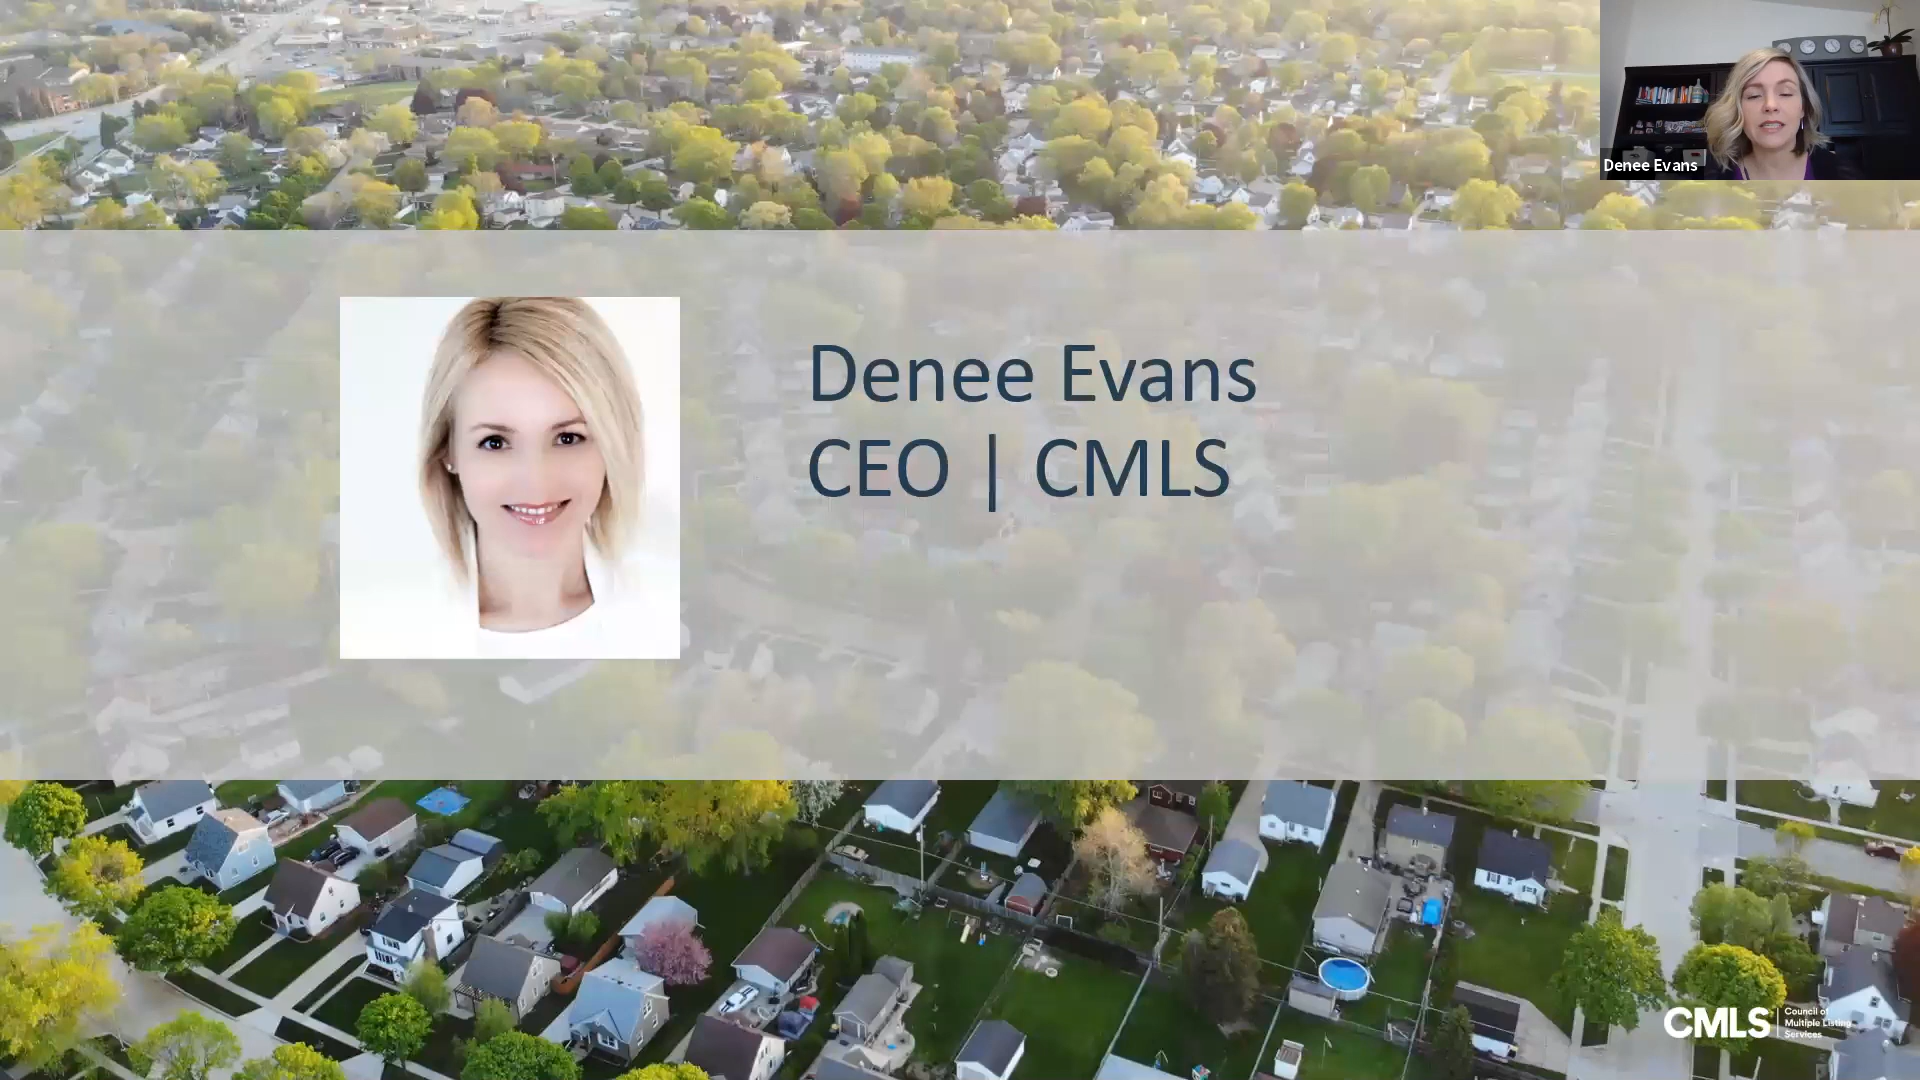 Denee Evans
Denee Evans
CEO | CMLS
CMLS
Council of
Multiple Listing
Services